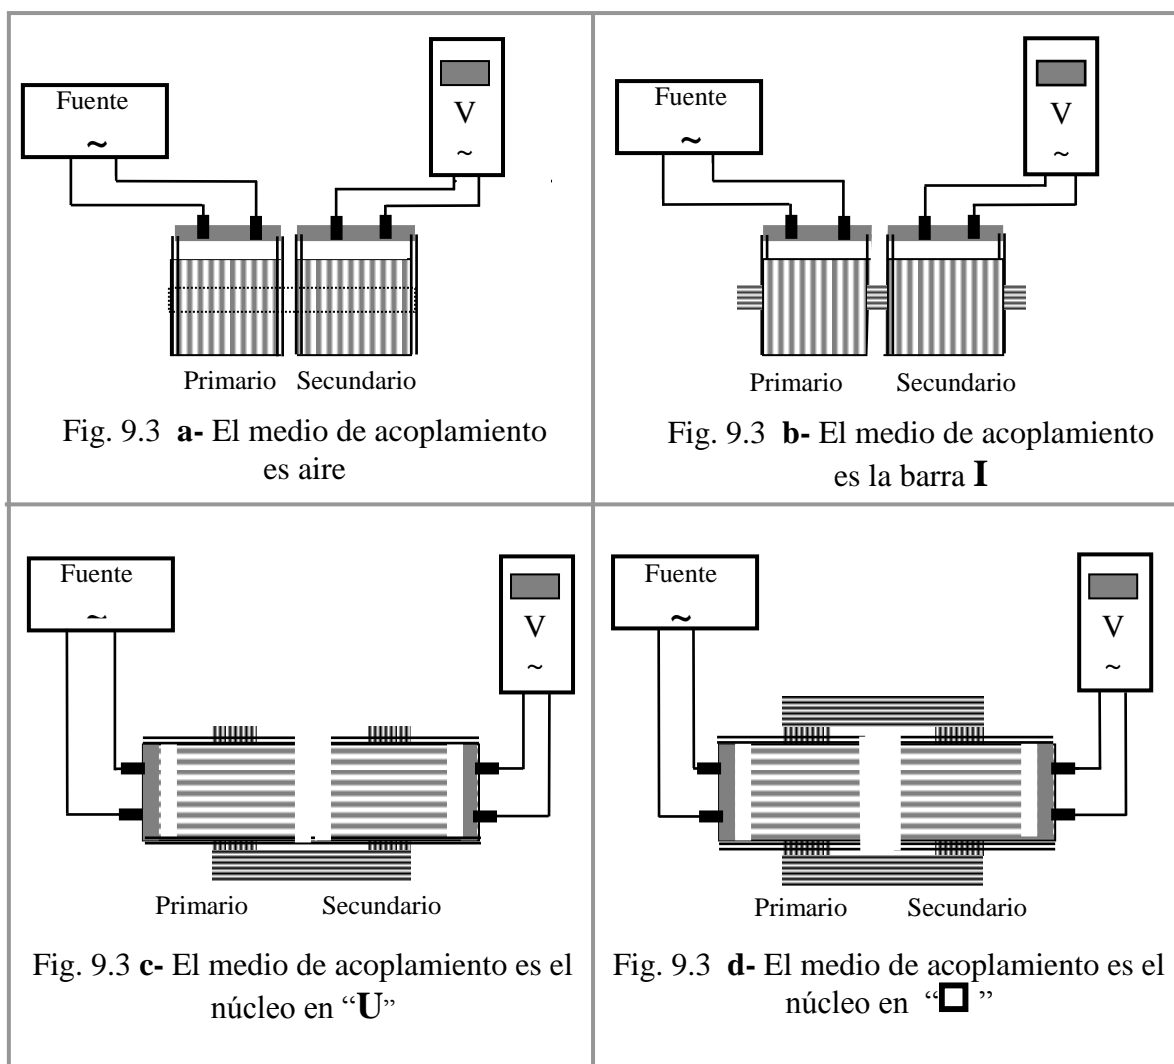 Fuente
~
V
~
Primario Secundario
Fig. 9.3 a- El medio de acoplamiento
es aire
Fuente
~
V
~
Primario Secundario
Fig. 9.3 b- El medio de acoplamiento
es la barra I
Fuente
~
V
~
Primario Secundario
Fig. 9.3 c- El medio de acoplamiento es el
núcleo en “U”
Fuente
~
V
~
Primario Secundario
Fig. 9.3 d- El medio de acoplamiento es el
núcleo en “□ ”